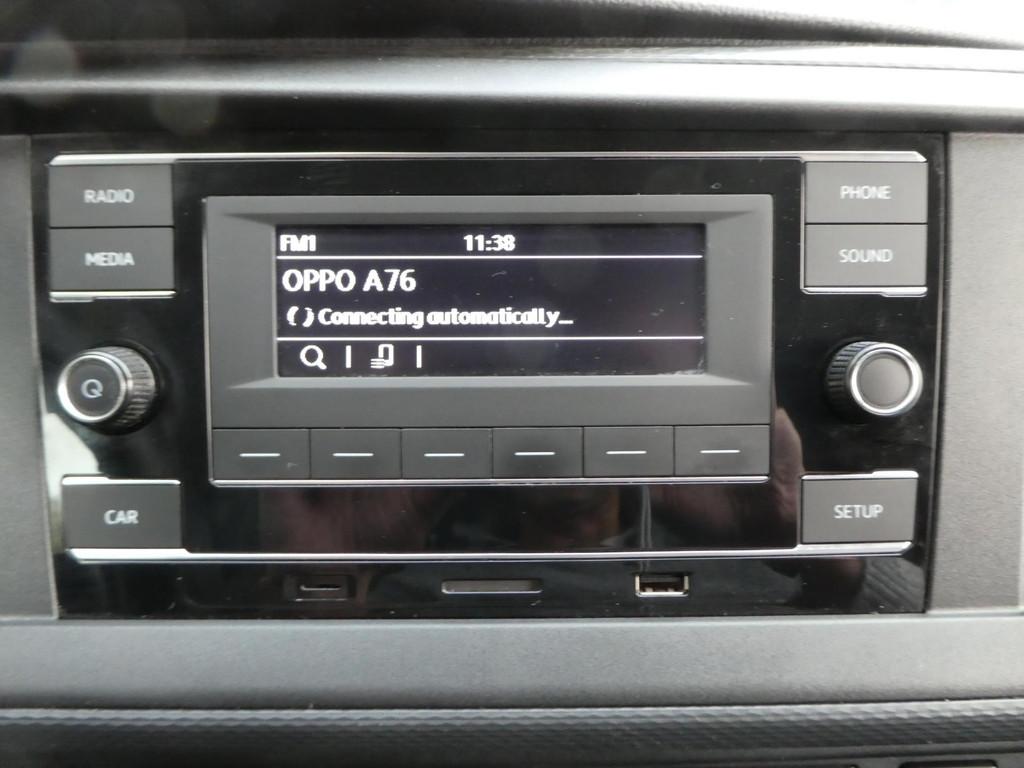 RADIO
MEDIA
PHONE
SOUND
FM1 11:38
OPPO A76
Connecting automatically...
CAR
SETUP